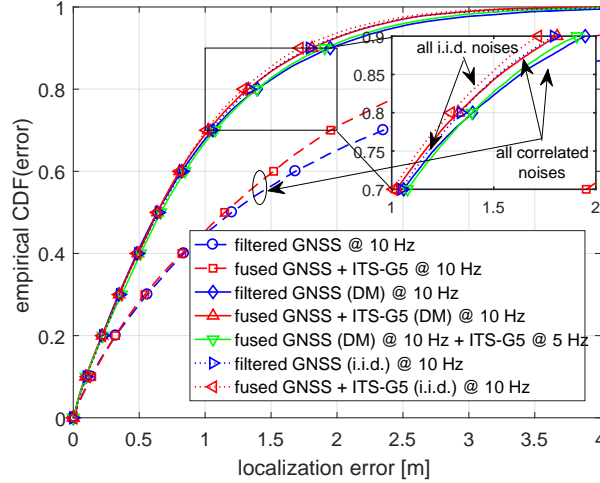 empirical CDF(error)
1
0.8
0.6
0.4
0.2
0
0 0.5 1 1.5 2 2.5 3 3.5 4
localization error [m]
0.9
0.85
0.8
0.75
0.7
1 1.5 2
all i.i.d. noises
all correlated
noises
filtered GNSS @ 10 Hz
fused GNSS + ITS-G5 @ 10 Hz
filtered GNSS (DM) @ 10 Hz
fused GNSS + ITS-G5 (DM) @ 10 Hz
fused GNSS (DM) @ 10 Hz + ITS-G5 @ 5 Hz
filtered GNSS (i.i.d.) @ 10 Hz
fused GNSS + ITS-G5 (i.i.d.) @ 10 Hz